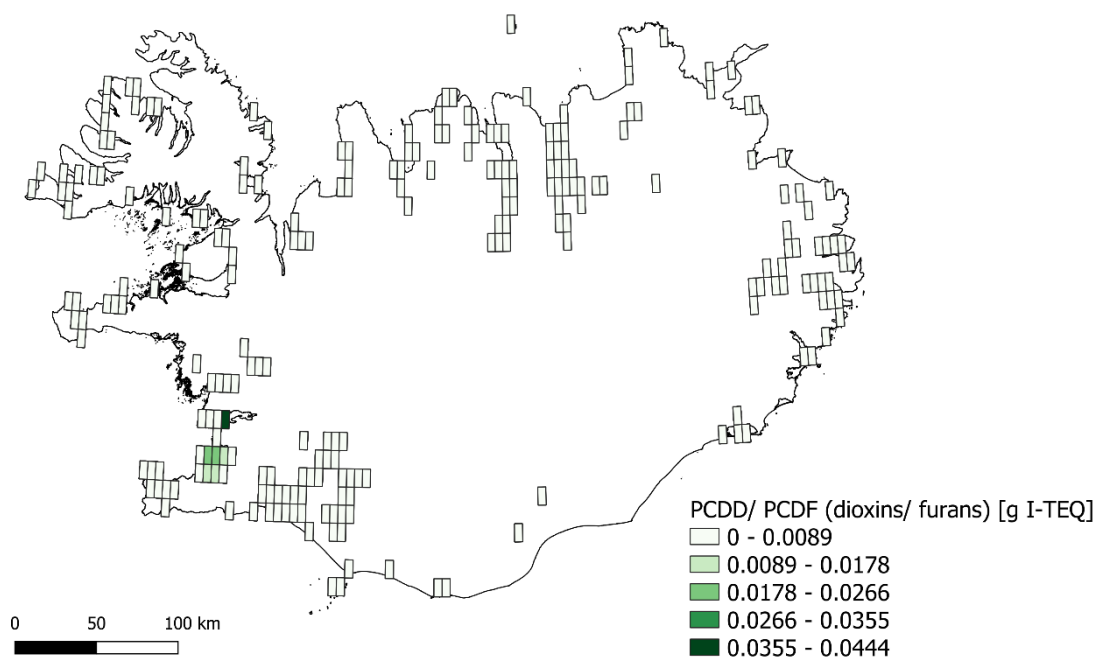 PCDD/ PCDF (dioxins/ furans) [g I-TEQ]
0 - 0.0089
0.0089 - 0.0178
0.0178 - 0.0266
0.0266 - 0.0355
0.0355 - 0.0444
0 50 100 km